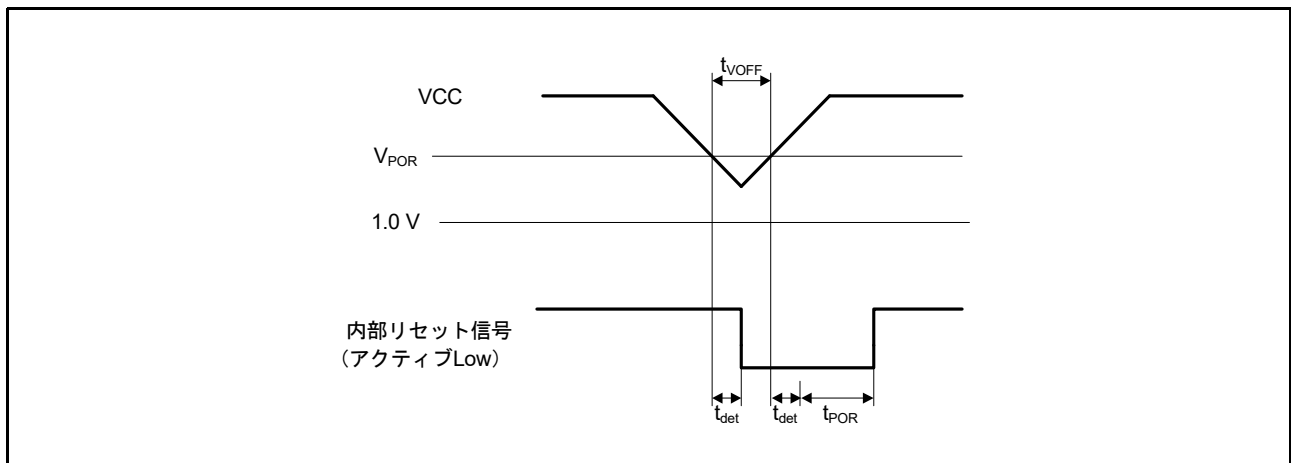 tVOFF
VCC
VPOR
1.0 V
内部リセット信号
（アクティブLow）
tdet
tdet
tPOR